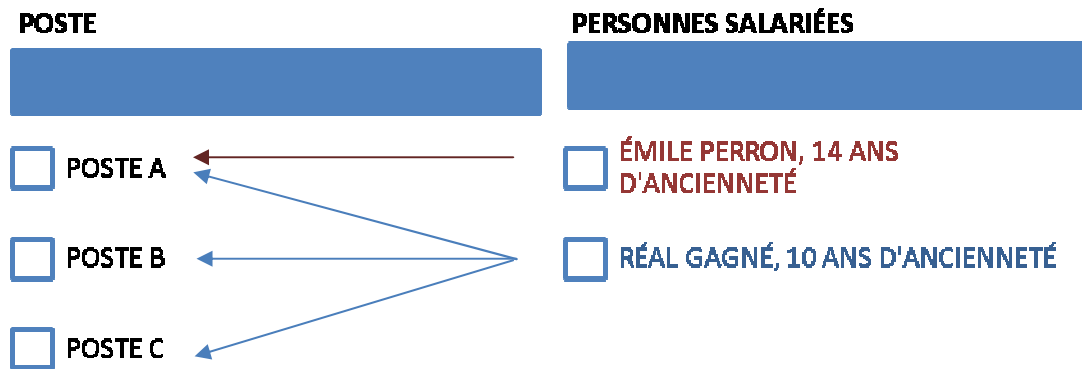 POSTE
PERSONNES SALARIÉES
POSTE A
ÉMILE PERRON, 14 ANS
D'ANCIENNETÉ
POSTE B
RÉAL GAGNÉ, 10 ANS D'ANCIENNETÉ
POSTE C